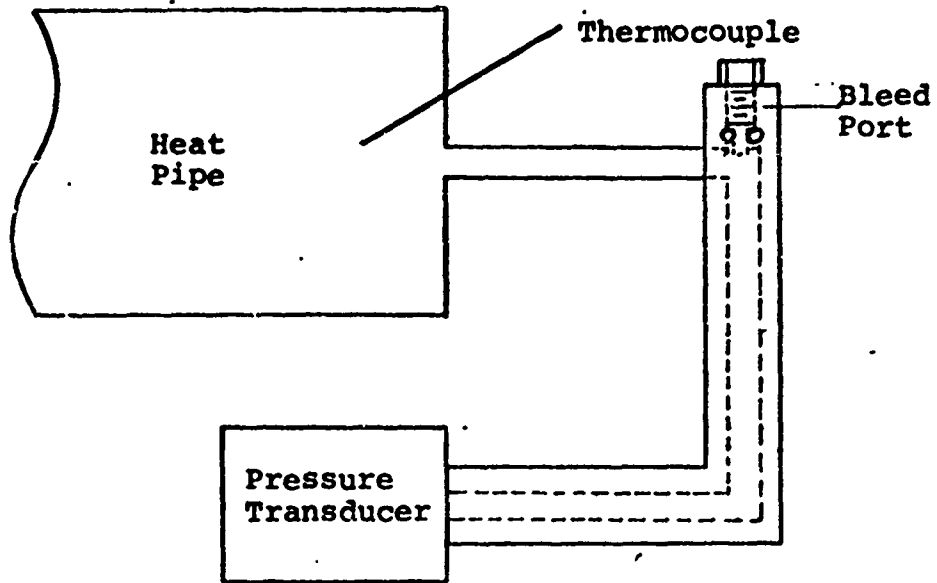 Thermocouple
Bleed
Port
Heat
Pipe
Pressure
Transducer